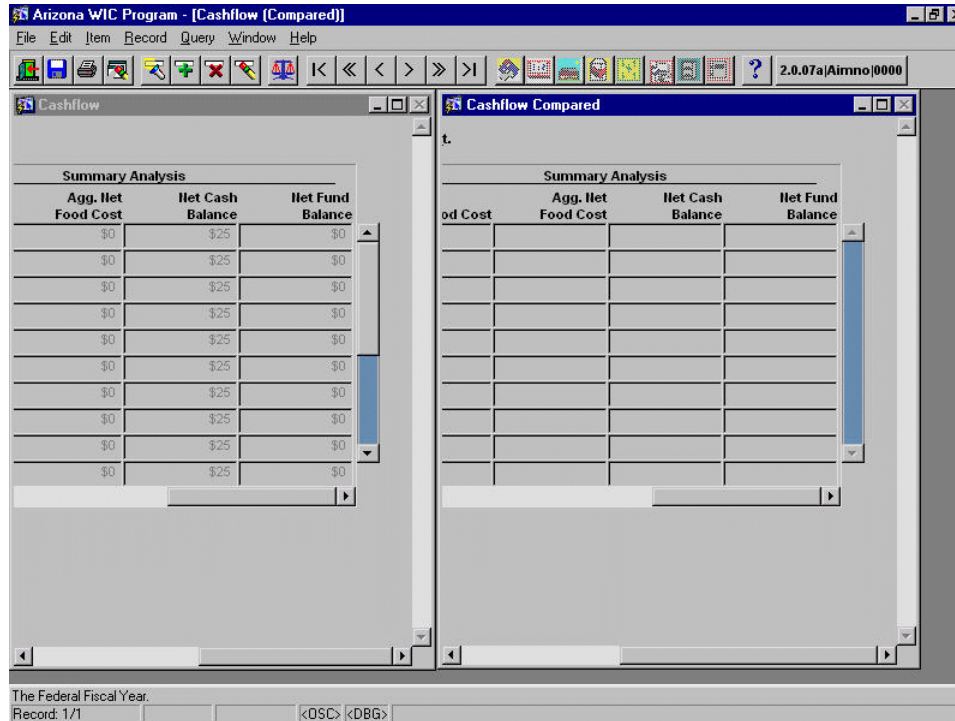 Arizona WIC Program - [Cashflow (Compared)]
File Edit Item Record Query Window Help
2.0.07a|Aimno|0000
Cashflow
Summary Analysis
Agg. Net Food Cost Net Cash Balance Net Fund Balance
$0 $25 $0
$0 $25 $0
$0 $25 $0
$0 $25 $0
$0 $25 $0
$0 $25 $0
$0 $25 $0
$0 $25 $0
$0 $25 $0
$0 $25 $0
Cashflow Compared
t.
Summary Analysis
od Cost Agg. Net Food Cost Net Cash Balance Net Fund Balance
The Federal Fiscal Year.
Record: 1/1 <OSC> <DBG>